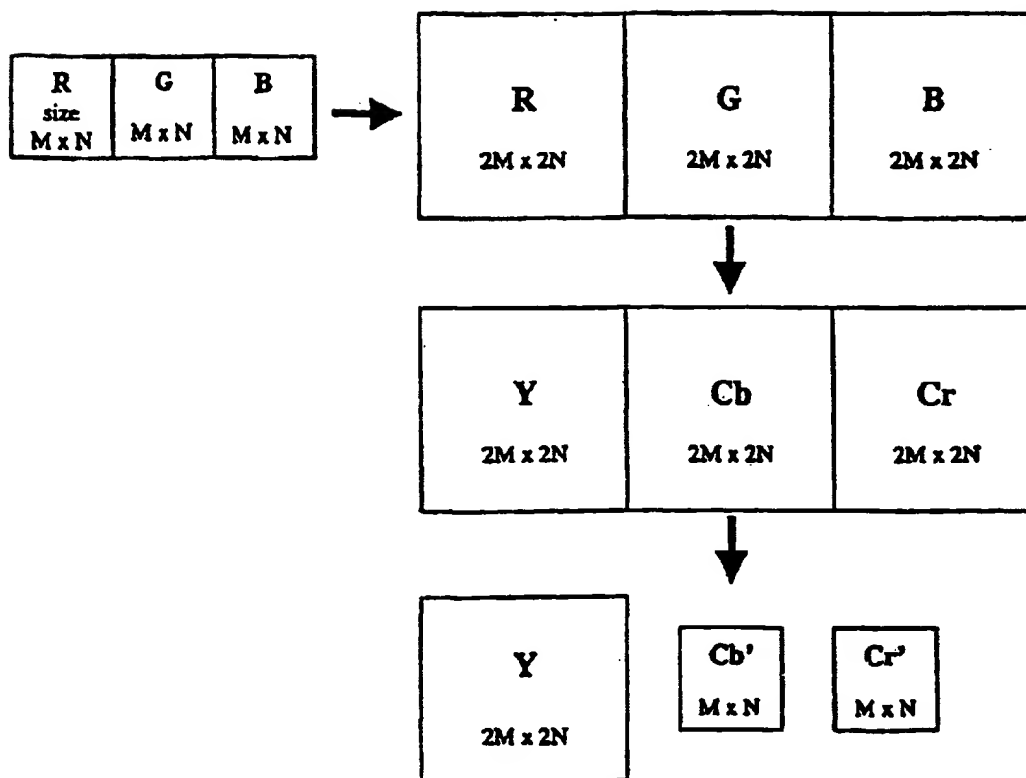 R G B
size
M x N M x N M x N
R G B
2M x 2N 2M x 2N 2M x 2N
Y Cb Cr
2M x 2N 2M x 2N 2M x 2N
Y Cb' Cr'
2M x 2N M x N M x N